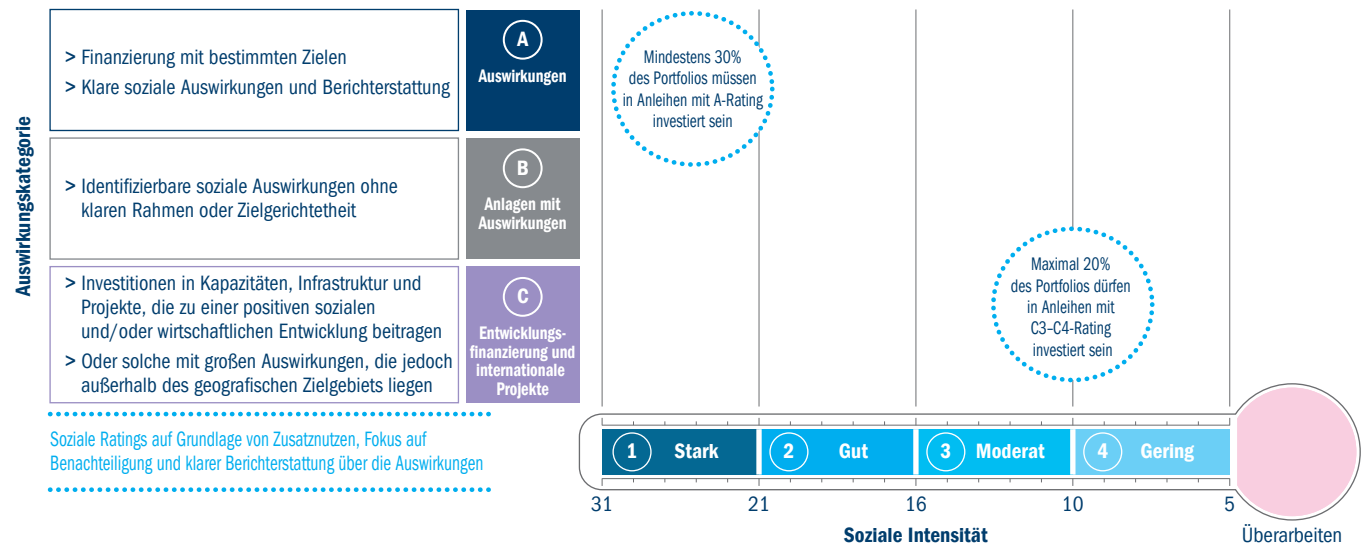 Auswirkungskategorie
> Finanzierung mit bestimmten Zielen
> Klare soziale Auswirkungen und Berichterstattung
A
Auswirkungen
Mindestens 30%
des Portfolios müssen
in Anleihen mit A-Rating
investiert sein
> Identifizierbare soziale Auswirkungen ohne
klaren Rahmen oder Zielgerichtetheit
B
Anlagen mit
Auswirkungen
> Investitionen in Kapazitäten, Infrastruktur und
Projekte, die zu einer positiven sozialen
und/oder wirtschaftlichen Entwicklung beitragen
> Oder solche mit großen Auswirkungen, die jedoch
außerhalb des geografischen Zielgebiets liegen
C
Entwicklungs-
finanzierung und
internationale
Projekte
Maximal 20%
des Portfolios dürfen
in Anleihen mit
C3–C4-Rating
investiert sein
Soziale Ratings auf Grundlage von Zusatznutzen, Fokus auf
Benachteiligung und klarer Berichterstattung über die Auswirkungen
1 Stark 2 Gut 3 Moderat 4 Gering
31 21 16 10 5
Soziale Intensität
Überarbeiten